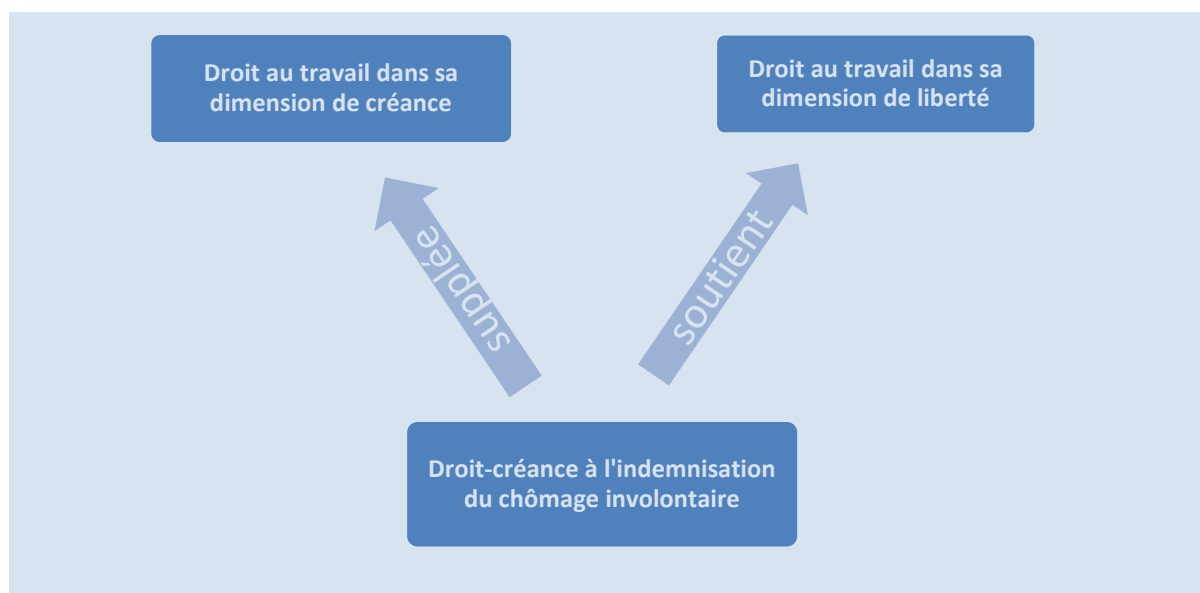 Droit au travail dans sa
dimension de créance
Droit au travail dans sa
dimension de liberté
supplée
soutient
Droit-créance à l'indemnisation
du chômage involontaire